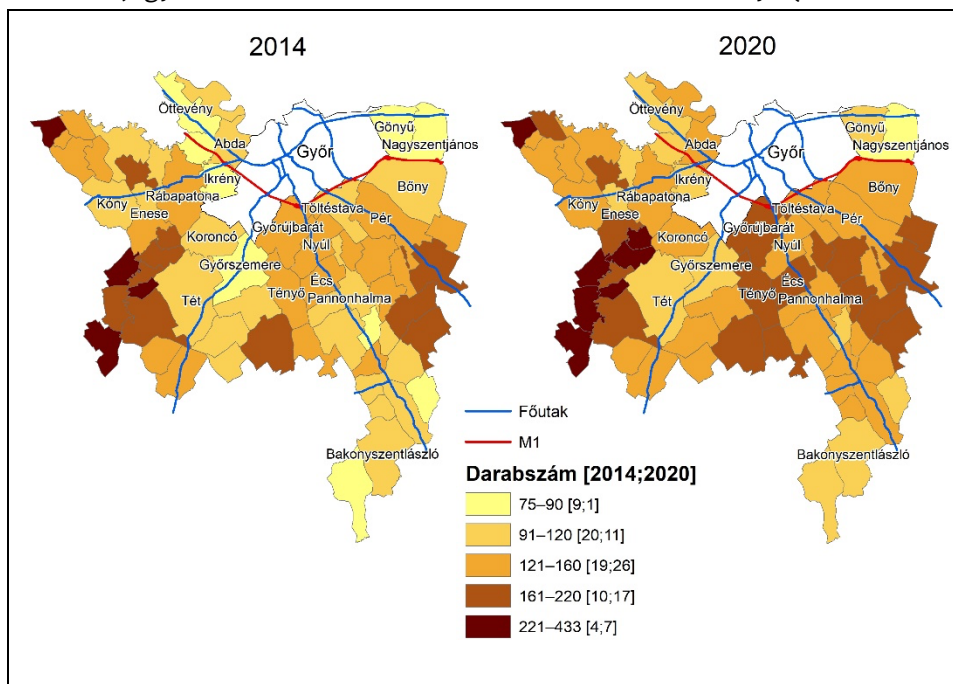 2014
2020
Öttevény
Abda
Győr
Gönyű
Nagyszentjános
Ikrény
Rábapatona
Bőny
Kóny
Enese
Töltéstava
Pér
Koroncó
Győrújbarát
Nyúl
Győrszemere
Écs
Tét
Tényő
Pannonhalma
Bakonyszentlászló
Öttevény
Abda
Győr
Gönyű
Nagyszentjános
Ikrény
Rábapatona
Bőny
Kóny
Enese
Töltéstava
Pér
Koroncó
Győrújbarát
Nyúl
Győrszemere
Écs
Tét
Tényő
Pannonhalma
Bakonyszentlászló
Főutak
M1
Darabszám [2014;2020]
75–90 [9;1]
91–120 [20;11]
121–160 [19;26]
161–220 [10;17]
221–433 [4;7]